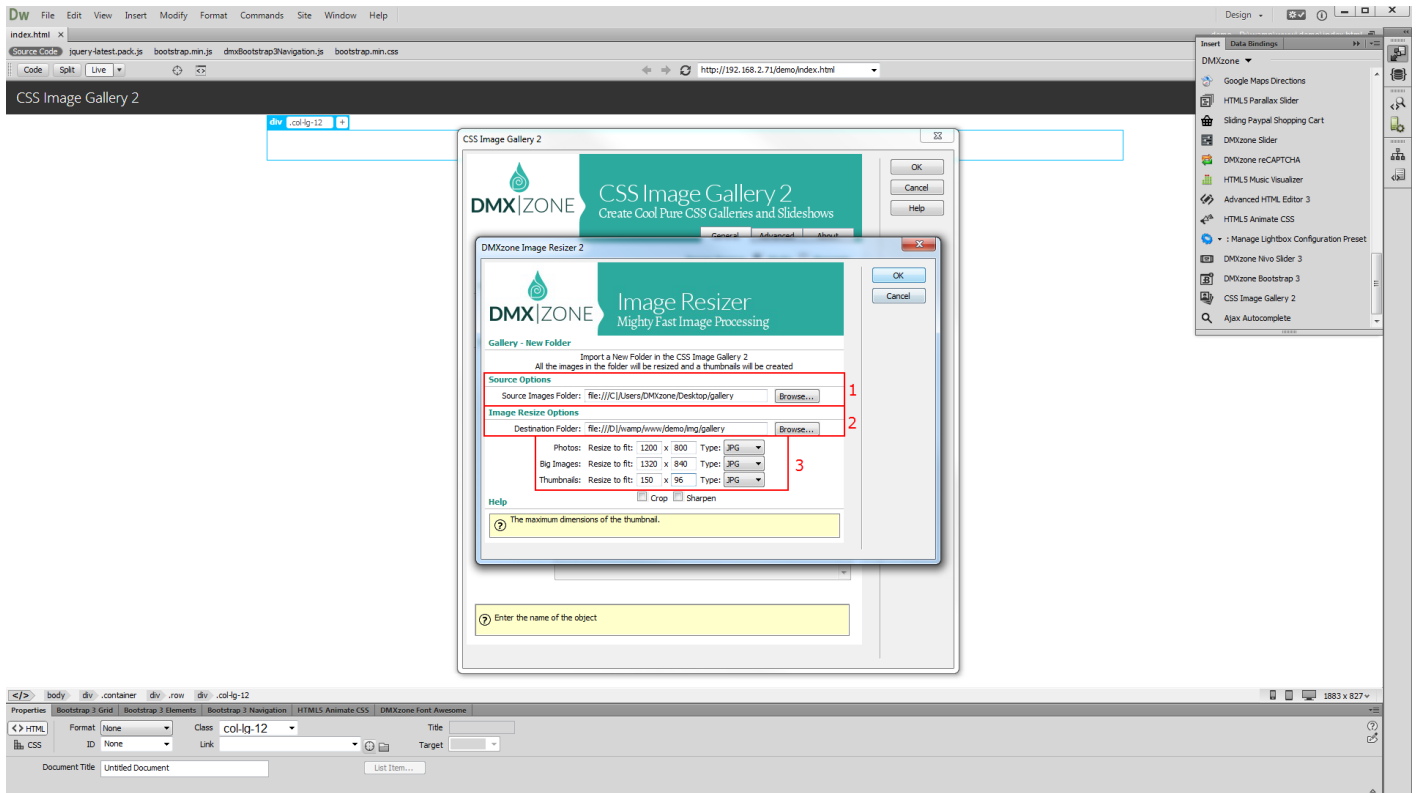 Dw File Edit View Insert Modify Format Commands Site Window Help
Design
index.html ×
Source Code jquery-latest.pack.js bootstrap.min.js dmxBootstrap3Navigation.js bootstrap.min.css
Code Split Live http://192.168.2.71/demo/index.html
CSS Image Gallery 2
div .col-lg-12 +
CSS Image Gallery 2
DMX|ZONE
CSS Image Gallery 2
Create Cool Pure CSS Galleries and Slideshows
General Advanced About
OK
Cancel
Help
DMXzone Image Resizer 2
DMX|ZONE
Image Resizer
Mighty Fast Image Processing
OK
Cancel
Gallery - New Folder
Import a New Folder in the CSS Image Gallery 2
All the images in the folder will be resized and a thumbnails will be created
Source Options
Source Images Folder: file:///C|/Users/DMXzone/Desktop/gallery Browse... 1
Image Resize Options
Destination Folder: file:///D|/wamp/www/demo/img/gallery Browse... 2
Photos: Resize to fit: 1200 x 800 Type: JPG
Big Images: Resize to fit: 1320 x 840 Type: JPG 3
Thumbnails: Resize to fit: 150 x 96 Type: JPG
Crop Sharpen
Help
? The maximum dimensions of the thumbnail.
? Enter the name of the object
Insert Data Bindings
DMXzone
Google Maps Directions
HTML5 Parallax Slider
Sliding Paypal Shopping Cart
DMXzone Slider
DMXzone reCAPTCHA
HTML5 Music Visualizer
Advanced HTML Editor 3
HTML5 Animate CSS
: Manage Lightbox Configuration Preset
DMXzone Nivo Slider 3
DMXzone Bootstrap 3
CSS Image Gallery 2
Ajax Autocomplete
</> body div .container div .row div .col-lg-12
1883 x 827
Properties Bootstrap 3 Grid Bootstrap 3 Elements Bootstrap 3 Navigation HTML5 Animate CSS DMXzone Font Awesome
<> HTML Format None Class col-lg-12 Title
CSS ID None Link Target
Document Title Untitled Document List Item...